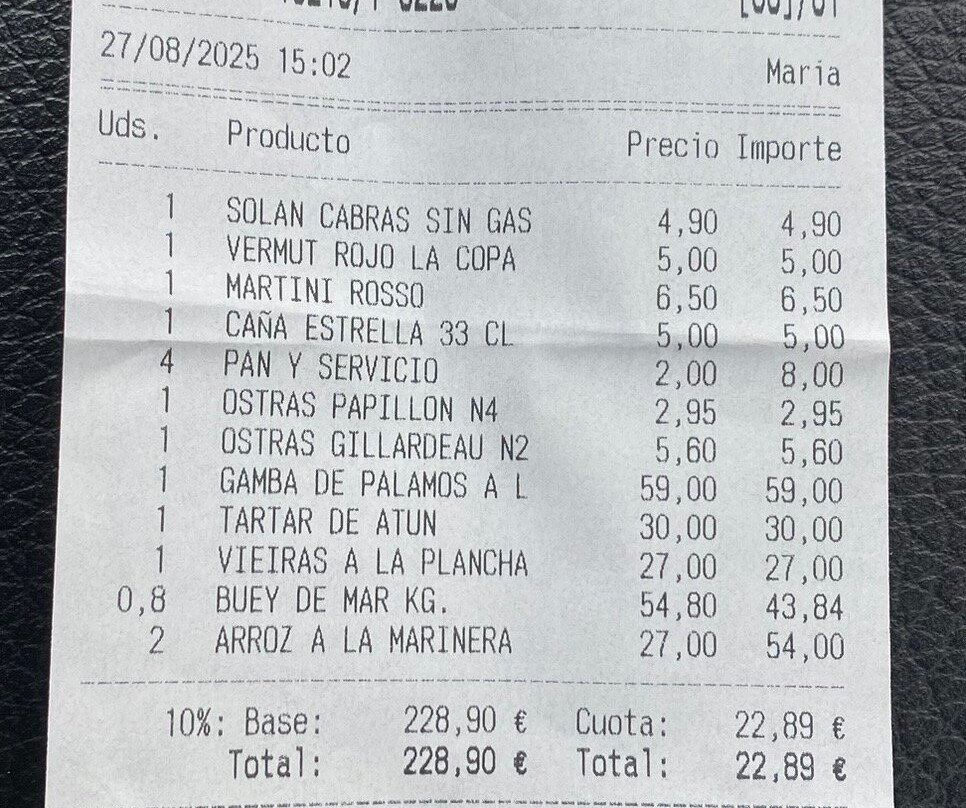 27/08/2025 15:02 Maria
Uds. Producto Precio Importe
1 SOLAN CABRAS SIN GAS 4,90 4,90
1 VERMUT ROJO LA COPA 5,00 5,00
1 MARTINI ROSSO 6,50 6,50
1 CAÑA ESTRELLA 33 CL 5,00 5,00
4 PAN Y SERVICIO 2,00 8,00
1 OSTRAS PAPILLON N4 2,95 2,95
1 OSTRAS GILLARDEAU N2 5,60 5,60
1 GAMBA DE PALAMOS A L 59,00 59,00
1 TARTAR DE ATUN 30,00 30,00
1 VIEIRAS A LA PLANCHA 27,00 27,00
0,8 BUEY DE MAR KG. 54,80 43,84
2 ARROZ A LA MARINERA 27,00 54,00
10%: Base: 228,90 € Cuota: 22,89 €
Total: 228,90 € Total: 22,89 €